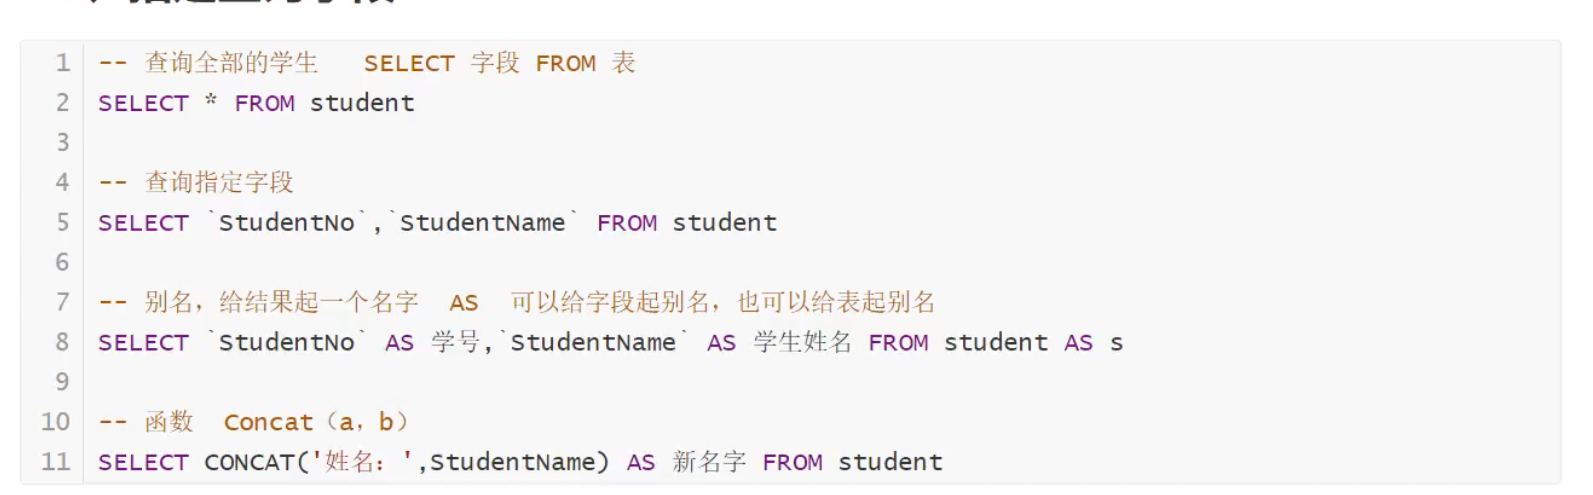 1 -- 查询全部的学生 SELECT 字段 FROM 表
2 SELECT * FROM student
3
4 -- 查询指定字段
5 SELECT `StudentNo`,`StudentName` FROM student
6
7 -- 别名，给结果起一个名字 AS 可以给字段起别名，也可以给表起别名
8 SELECT `StudentNo` AS 学号,`StudentName` AS 学生姓名 FROM student AS s
9
10 -- 函数 Concat（a，b）
11 SELECT CONCAT('姓名：',StudentName) AS 新名字 FROM student